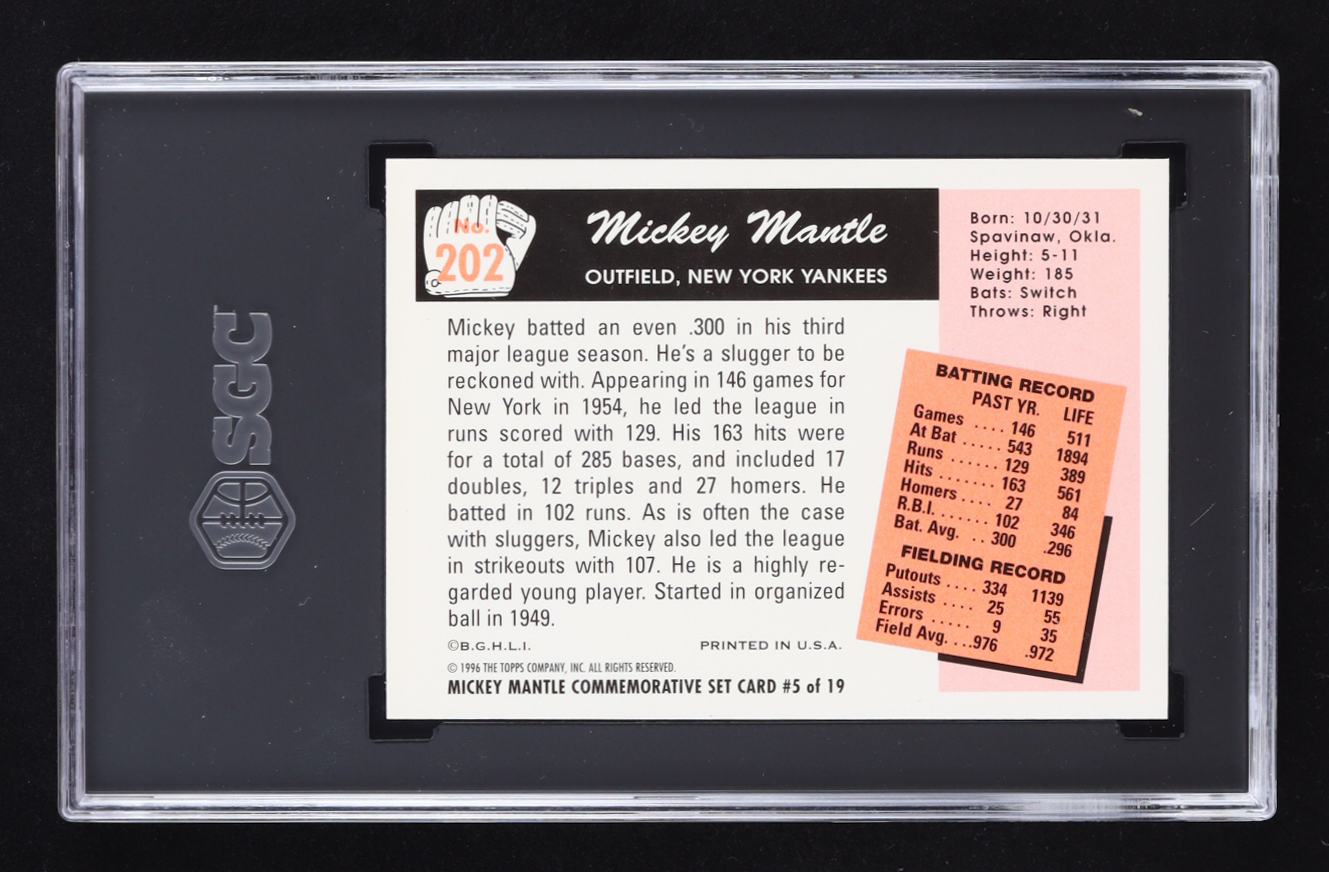 SGC
No.
202
Mickey Mantle
OUTFIELD, NEW YORK YANKEES
Mickey batted an even .300 in his third
major league season. He's a slugger to be
reckoned with. Appearing in 146 games for
New York in 1954, he led the league in
runs scored with 129. His 163 hits were
for a total of 285 bases, and included 17
doubles, 12 triples and 27 homers. He
batted in 102 runs. As is often the case
with sluggers, Mickey also led the league
in strikeouts with 107. He is a highly re-
garded young player. Started in organized
ball in 1949.
©B.G.H.L.I. PRINTED IN U.S.A.
© 1996 THE TOPPS COMPANY, INC. ALL RIGHTS RESERVED.
MICKEY MANTLE COMMEMORATIVE SET CARD #5 of 19
Born: 10/30/31
Spavinaw, Okla.
Height: 5-11
Weight: 185
Bats: Switch
Throws: Right
BATTING RECORD
PAST YR. LIFE
Games .... 146 511
At Bat ..... 543 1894
Runs ...... 129 389
Hits ....... 163 561
Homers .... 27 84
R.B.I. ...... 102 346
Bat. Avg. .. 300 .296
FIELDING RECORD
Putouts .... 334 1139
Assists .... 25 55
Errors .... 9 35
Field Avg. ...976 .972